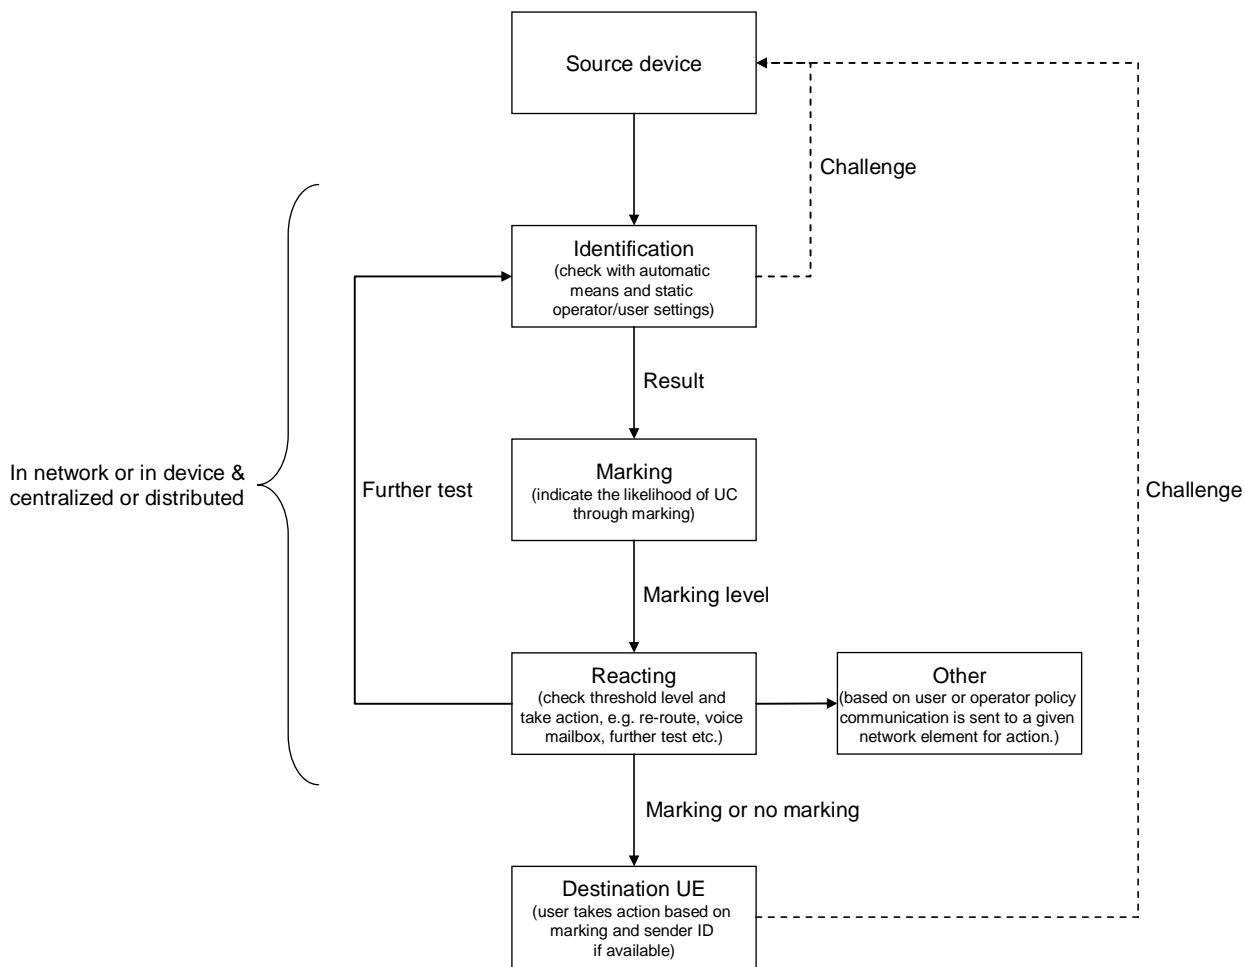 Source device
Challenge
Identification
(check with automatic
means and static
operator/user settings)
Result
In network or in device &
centralized or distributed
Further test
Marking
(indicate the likelihood of UC
through marking)
Challenge
Marking level
Reacting
(check threshold level and
take action, e.g. re-route, voice
mailbox, further test etc.)
Other
(based on user or operator policy
communication is sent to a given
network element for action.)
Marking or no marking
Destination UE
(user takes action based on
marking and sender ID
if available)